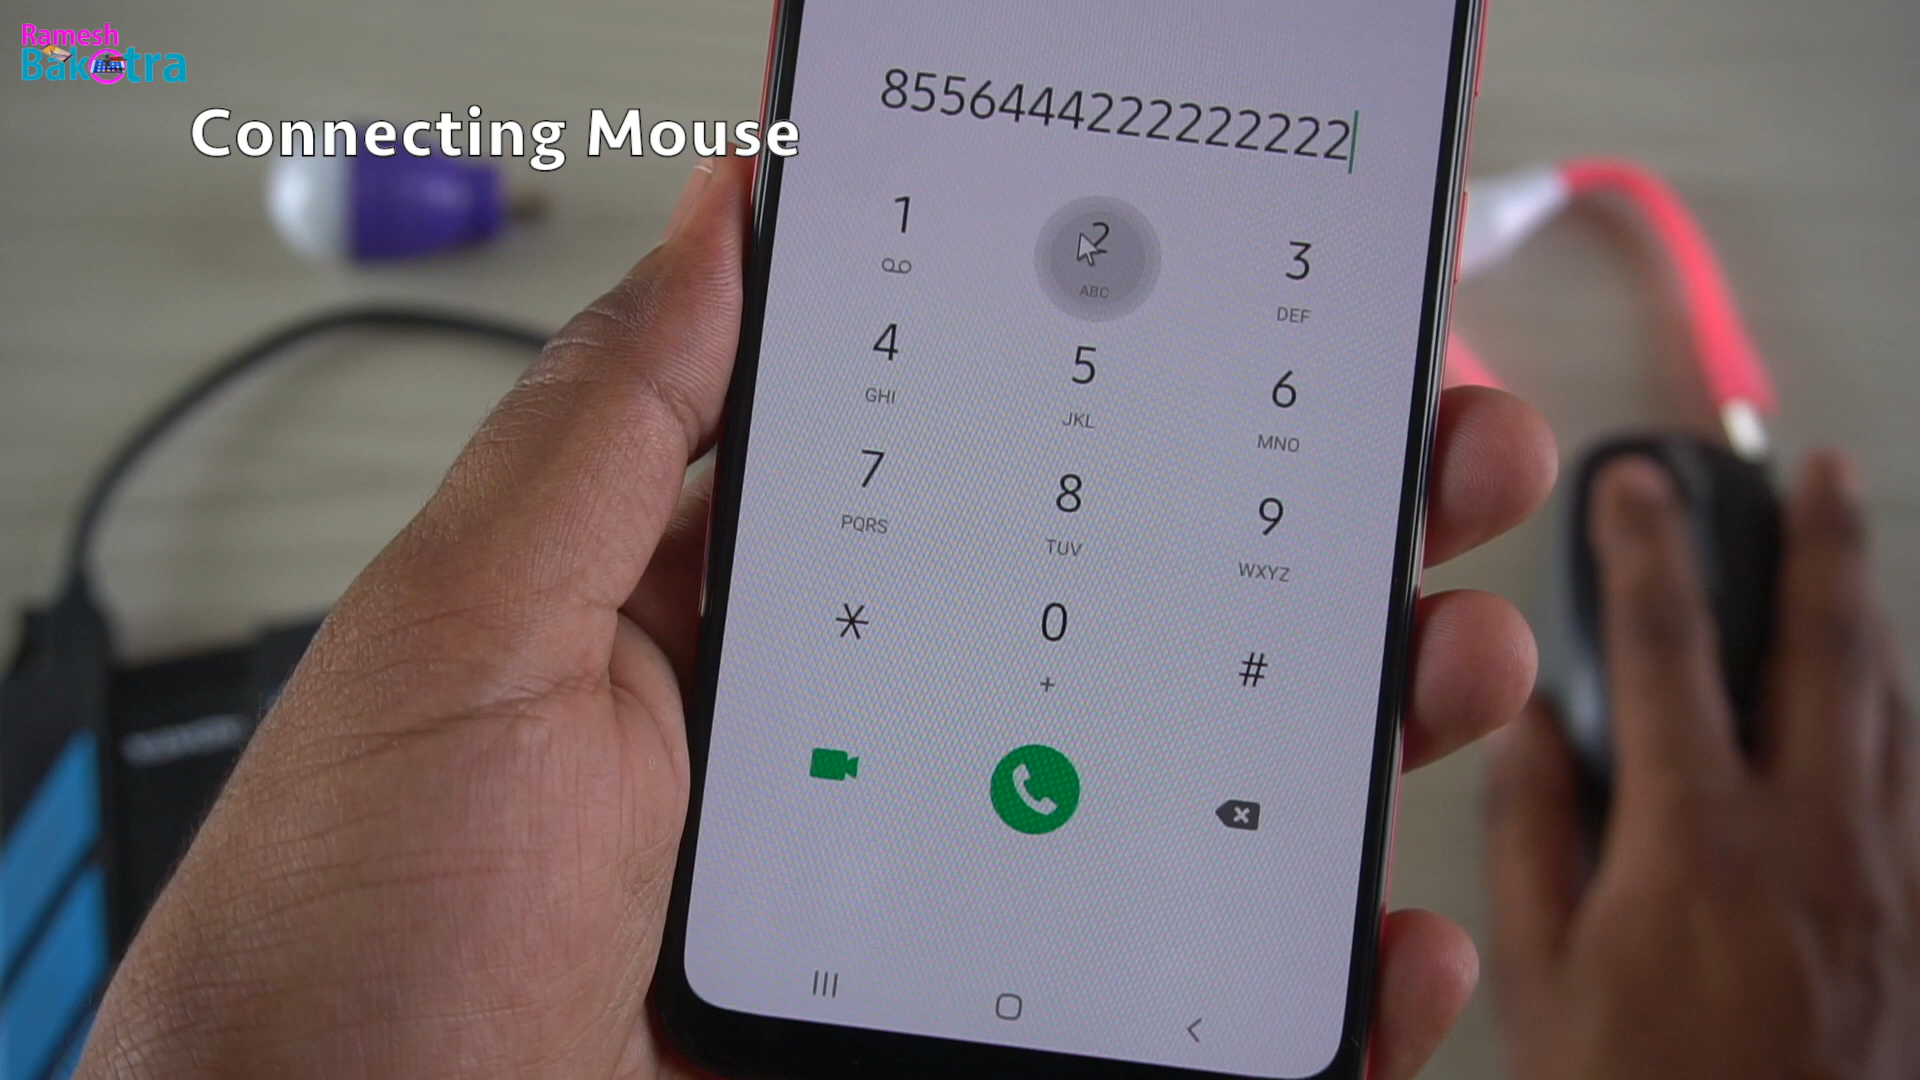 Ramesh
Bakotra
Connecting Mouse
8556444222222222
1 2 3
ABC DEF
4 5 6
GHI JKL MNO
7 8 9
PQRS TUV WXYZ
* 0 #
+